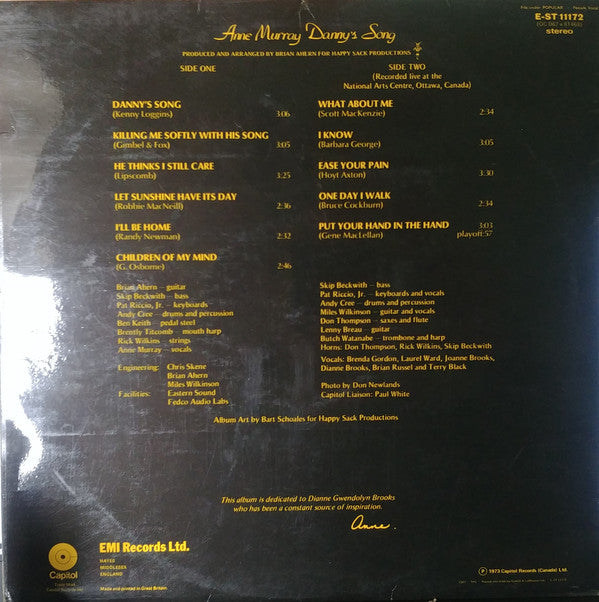 File under POPULAR
E-ST 11172
stereo
Anne Murray Danny's Song
PRODUCED AND ARRANGED BY BRIAN AHERN FOR HAPPY SACK PRODUCTIONS
SIDE ONE
DANNY'S SONG
(Kenny Loggins) 3:06
KILLING ME SOFTLY WITH HIS SONG
(Gimbel & Fox) 3:05
HE THINKS I STILL CARE
(Lipscomb) 3:25
LET SUNSHINE HAVE ITS DAY
(Robbie MacNeill) 2:36
I'LL BE HOME
(Randy Newman) 2:32
CHILDREN OF MY MIND
(G. Osborne) 2:46
Brian Ahern — guitar
Skip Beckwith — bass
Pat Riccio, Jr. — keyboards
Andy Cree — drums and percussion
Ben Keith — pedal steel
Brently Titcomb — mouth harp
Rick Wilkins — strings
Anne Murray — vocals
Engineering: Chris Skene
Brian Ahern
Miles Wilkinson
Facilities: Eastern Sound
Fedco Audio Labs
SIDE TWO
(Recorded live at the
National Arts Centre, Ottawa, Canada)
WHAT ABOUT ME
(Scott MacKenzie) 2:34
I KNOW
(Barbara George) 3:05
EASE YOUR PAIN
(Hoyt Axton) 3:30
ONE DAY I WALK
(Bruce Cockburn) 2:34
PUT YOUR HAND IN THE HAND 3:03
(Gene MacLellan) playoff:57
Skip Beckwith — bass
Pat Riccio, Jr. — keyboards and vocals
Andy Cree — drums and percussion
Miles Wilkinson — guitar and vocals
Don Thompson — saxes and flute
Lenny Breau — guitar
Butch Watanabe — trombone and harp
Horns: Don Thompson, Rick Wilkins, Skip Beckwith
Vocals: Brenda Gordon, Laurel Ward, Joanne Brooks,
Dianne Brooks, Brian Russel and Terry Black
Photo by Don Newlands
Capitol Liaison: Paul White
Album Art by Bart Schoales for Happy Sack Productions
This album is dedicated to Dianne Gwendolyn Brooks
who has been a constant source of inspiration.
Anne.
Capitol
EMI Records Ltd.
HAYES
MIDDLESEX
ENGLAND
Made and printed in Great Britain
℗ 1973 Capitol Records (Canada) Ltd.